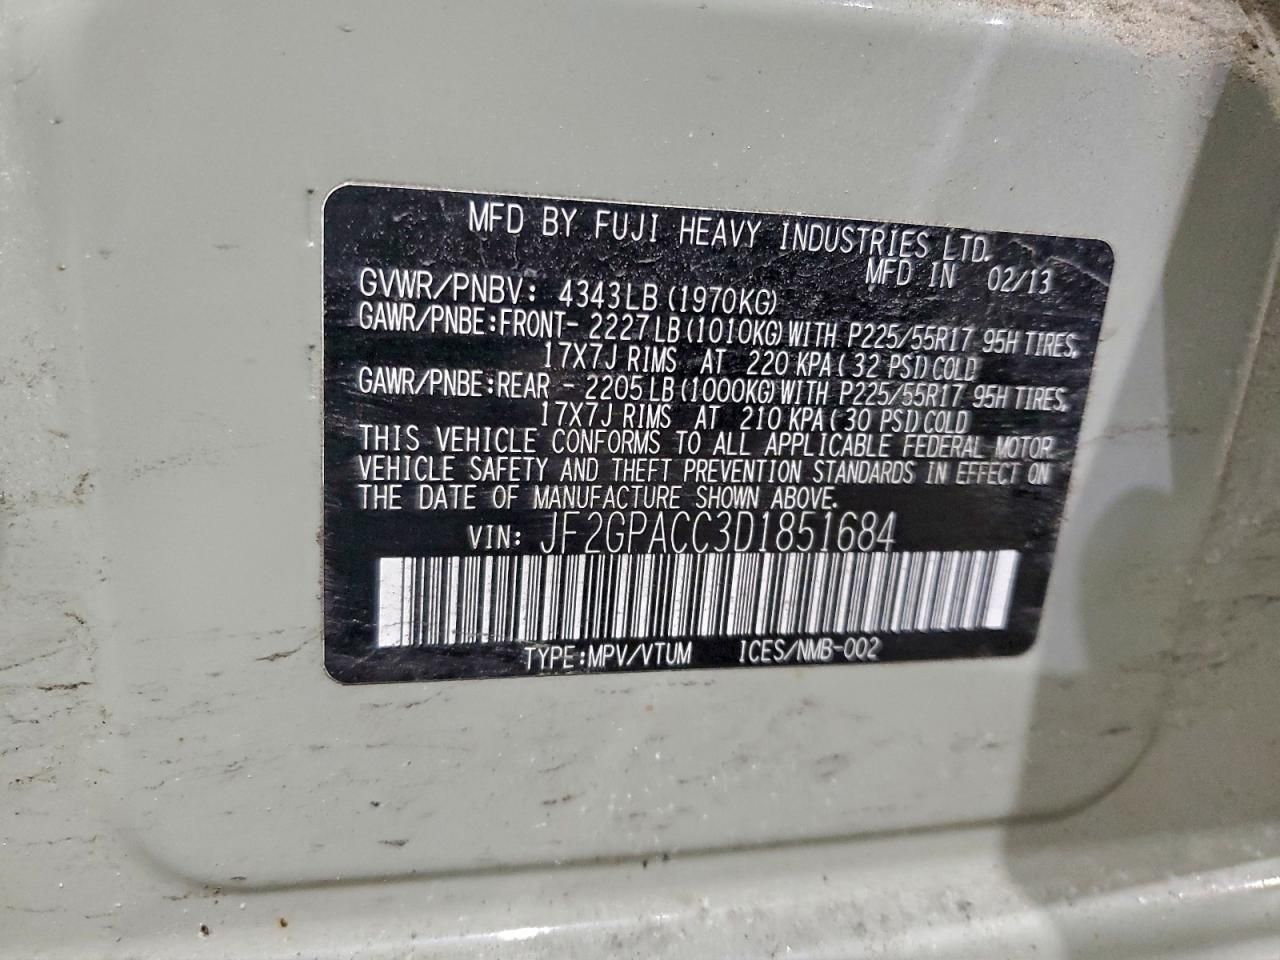 MFD BY FUJI HEAVY INDUSTRIES LTD.
MFD IN 02/13
GVWR/PNBV: 4343LB (1970KG)
GAWR/PNBE:FRONT- 2227LB (1010KG) WITH P225/55R17 95H TIRES,
17X7J RIMS AT 220 KPA( 32 PSI)COLD
GAWR/PNBE:REAR - 2205LB (1000KG) WITH P225/55R17 95H TIRES,
17X7J RIMS AT 210 KPA( 30 PSI)COLD
THIS VEHICLE CONFORMS TO ALL APPLICABLE FEDERAL MOTOR
VEHICLE SAFETY AND THEFT PREVENTION STANDARDS IN EFFECT ON
THE DATE OF MANUFACTURE SHOWN ABOVE.
VIN: JF2GPACC3D1851684
TYPE:MPV/VTUM ICES/NMB-002